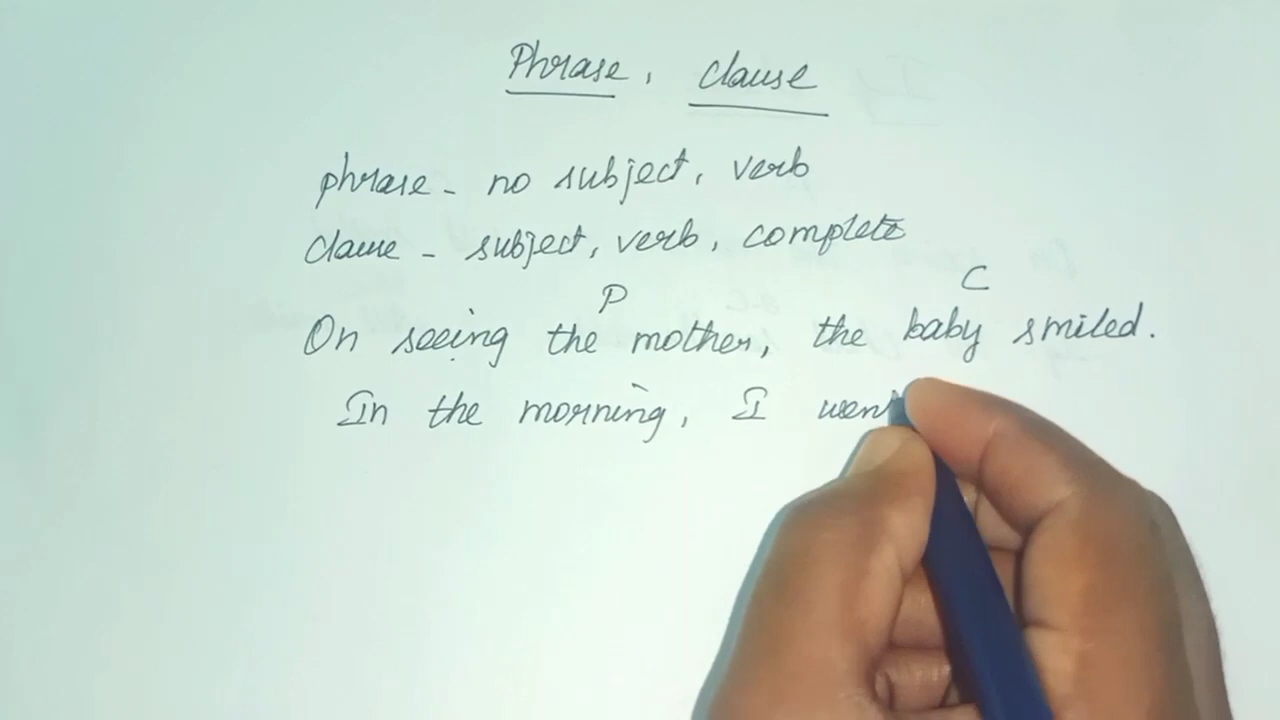 Phrase, Clause
phrase - no subject, verb
clause - subject, verb, complete
P C
On seeing the mother, the baby smiled.
In the morning, I went